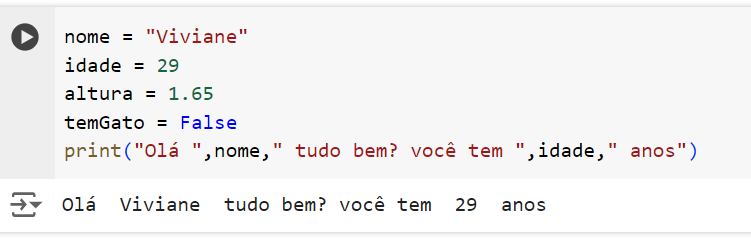 nome = "Viviane"
idade = 29
altura = 1.65
temGato = False
print("Olá ",nome," tudo bem? você tem ",idade," anos")
Olá  Viviane  tudo bem? você tem  29  anos